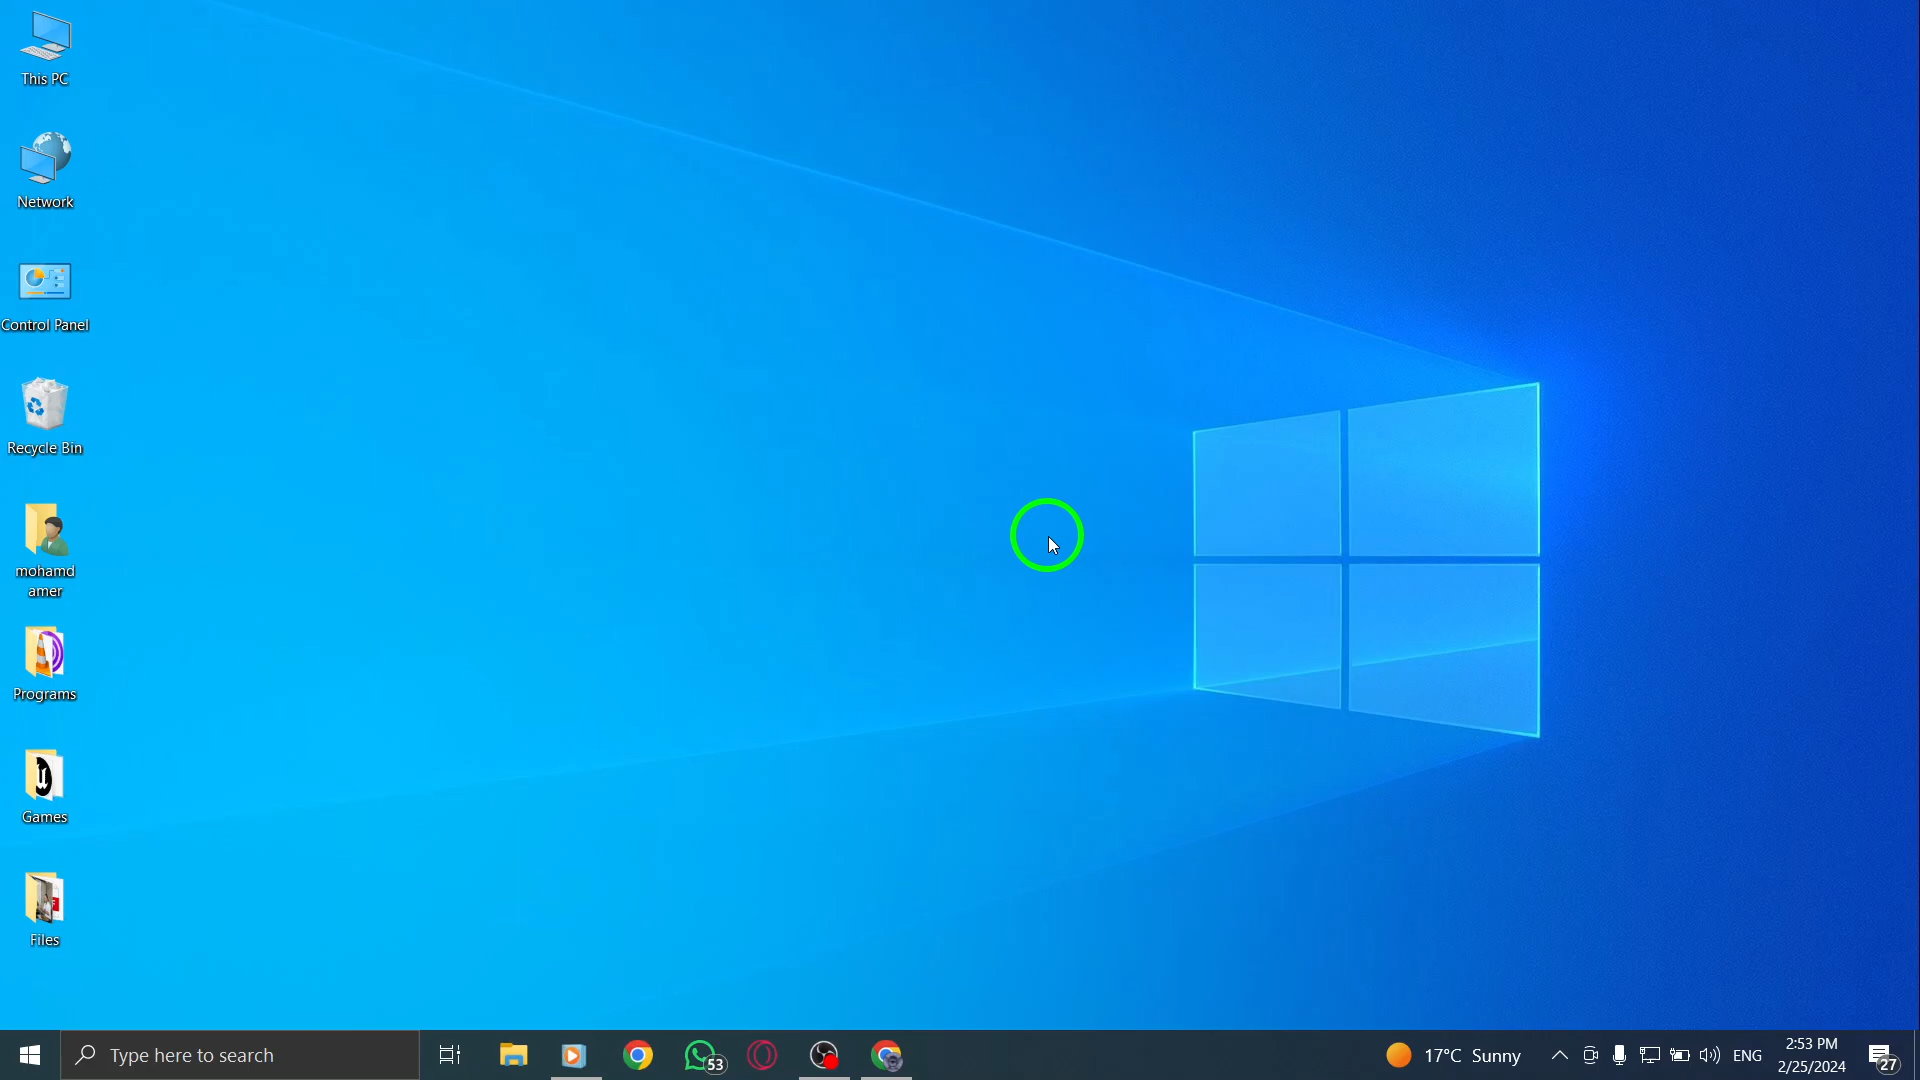 This PC
Network
Control Panel
Recycle Bin
mohamd
amer
Programs
Games
Files
Type here to search
53
17°C Sunny
ENG
2:53 PM
2/25/2024
27